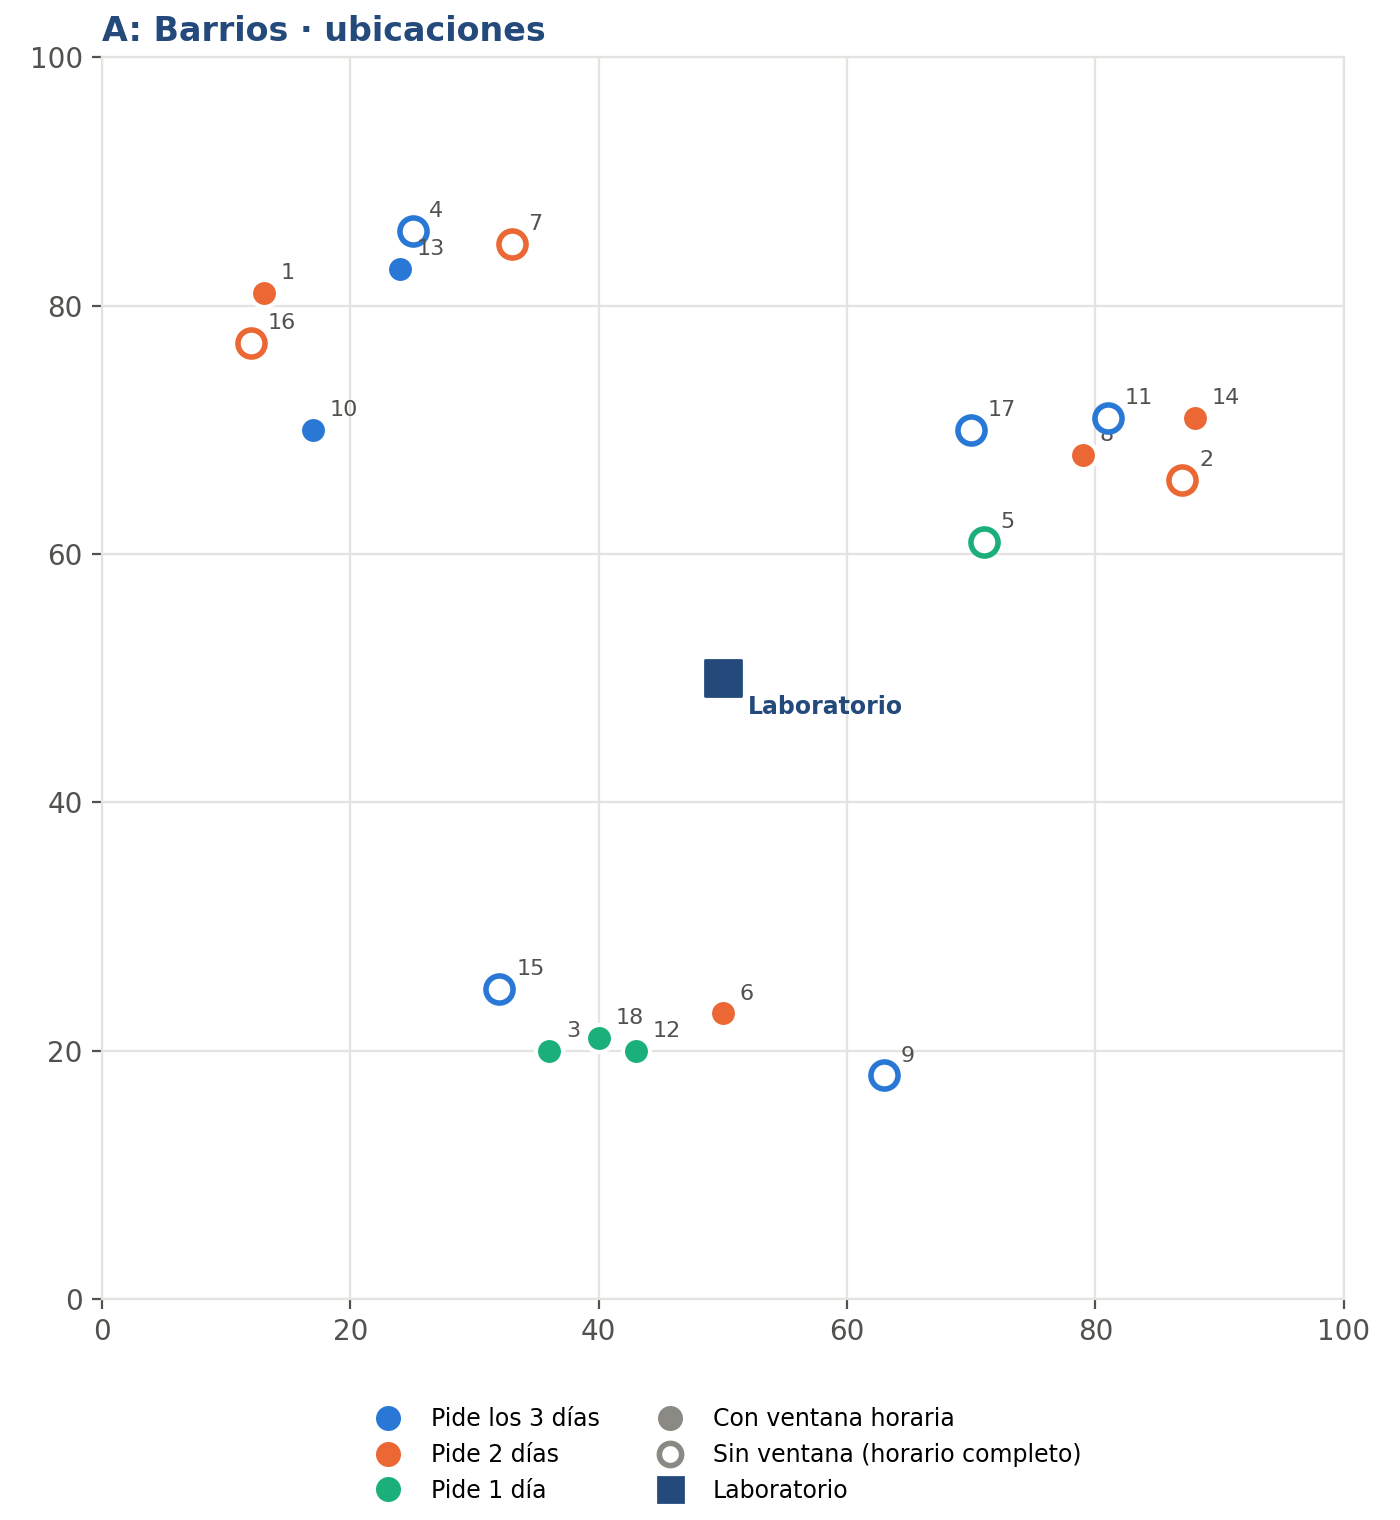 A: Barrios · ubicaciones
100
80
60
40
20
0
0 20 40 60 80 100
4
7
13
1
16
10
17
11
14
8
2
5
Laboratorio
15
6
3
18
12
9
Pide los 3 días
Pide 2 días
Pide 1 día
Con ventana horaria
Sin ventana (horario completo)
Laboratorio